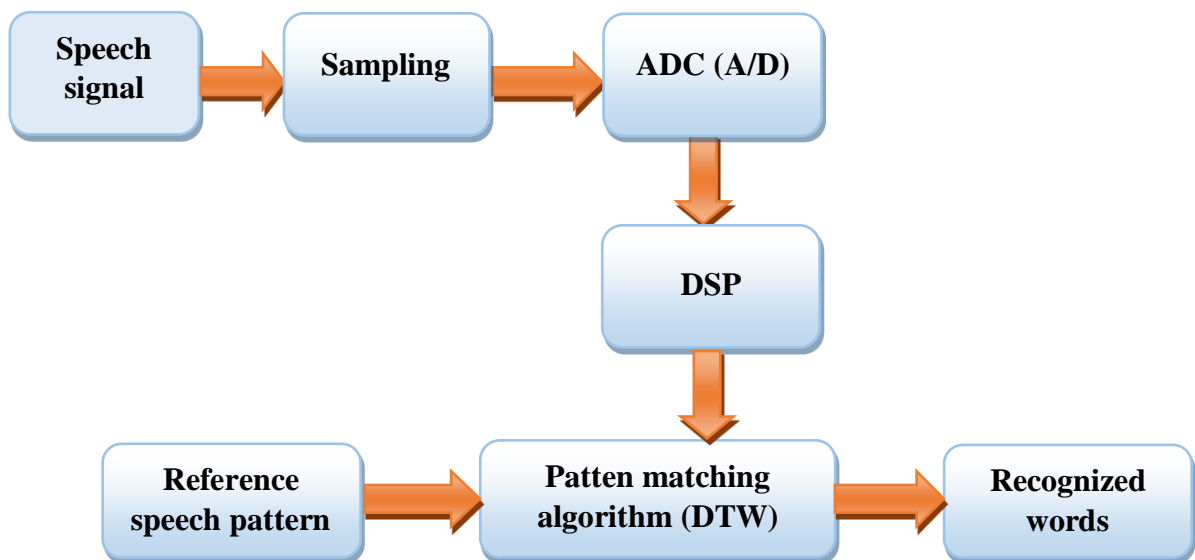 Speech
signal
Sampling
ADC (A/D)
DSP
Reference
speech pattern
Patten matching
algorithm (DTW)
Recognized
words